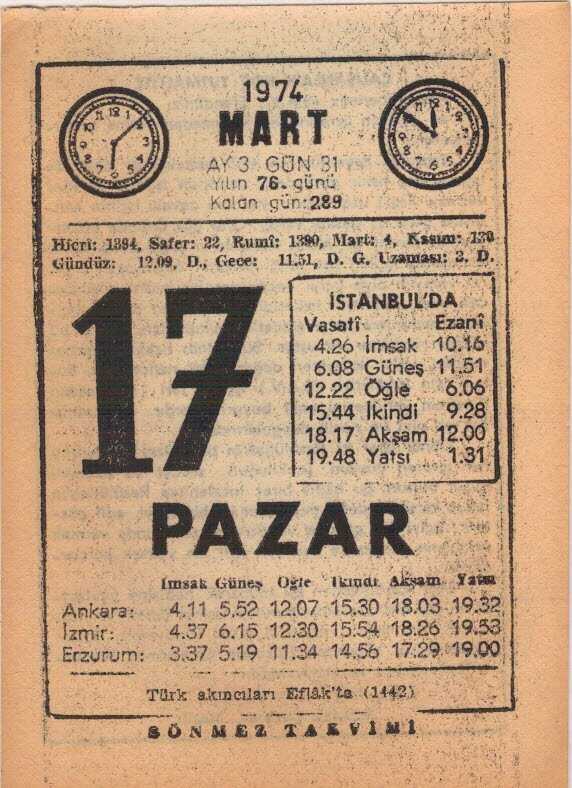 1974
MART
AY 3 GÜN 31
Yılın 76. günü
Kalan gün:289
Hicri: 1394, Safer: 22, Rumî: 1390, Mart: 4, Kasım: 130
Gündüz: 12.09, D., Gece: 11.51, D. G. Uzaması: 3. D.
17
İSTANBUL'DA
Vasatî Ezanî
4.26 İmsak 10.16
6.08 Güneş 11.51
12.22 Öğle 6.06
15.44 İkindi 9.28
18.17 Akşam 12.00
19.48 Yatsı 1.31
PAZAR
İmsak Güneş Öğle İkindi Akşam Yatsı
Ankara: 4.11 5.52 12.07 15.30 18.03 19.32
İzmir: 4.37 6.15 12.30 15.54 18.26 19.53
Erzurum: 3.37 5.19 11.34 14.56 17.29 19.00
Türk akıncıları Eflâk'ta (1442)
SÖNMEZ TAKVİMİ